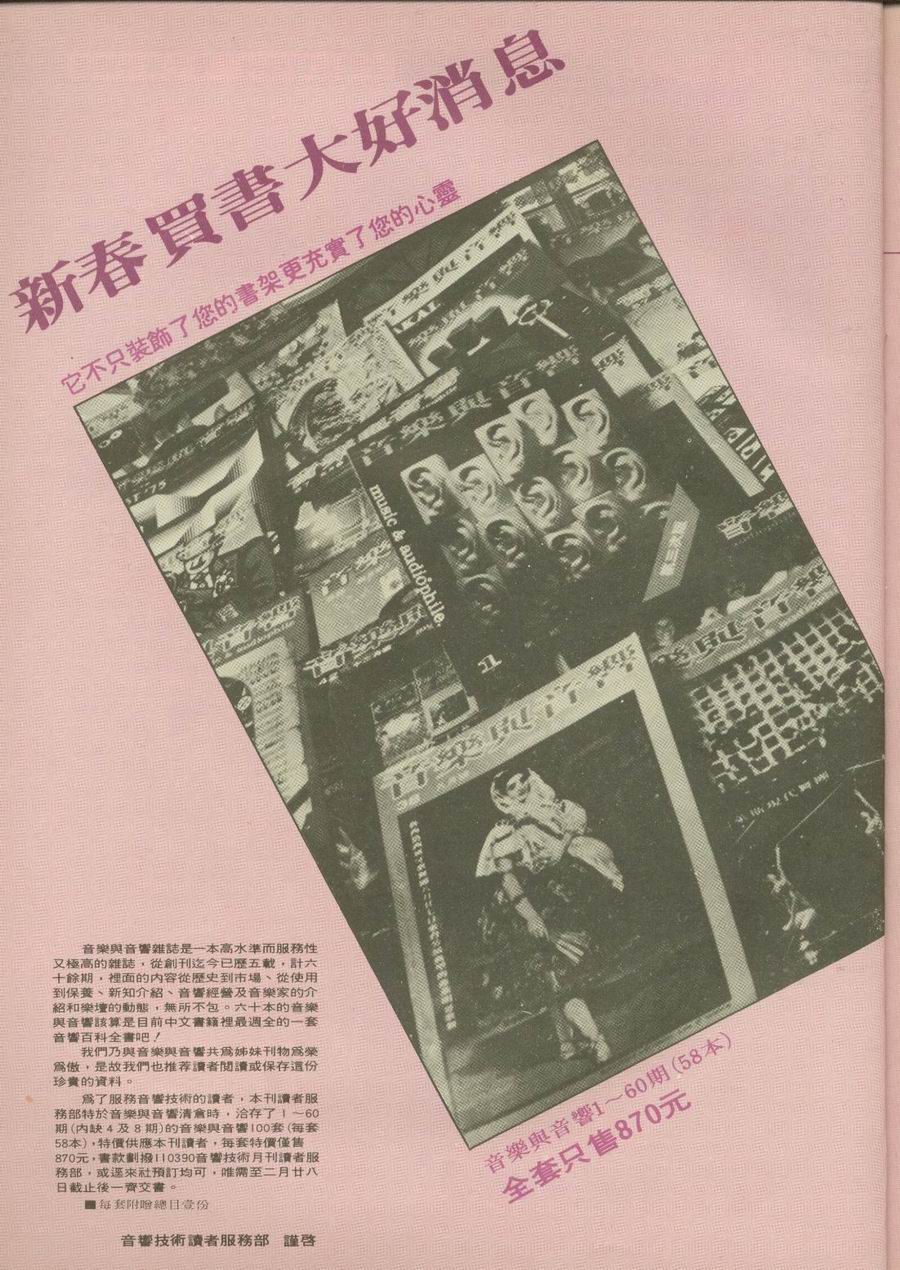 新春買書大好消息
它不只裝飾了您的書架更充實了您的心靈
AKAI
音樂與音響
music & audiophile.
11
音樂與音響
38
音樂與音響1～60期(58本)
全套只售870元
音樂與音響雜誌是一本高水準而服務性
又極高的雜誌，從創刊迄今已歷五載，計六
十餘期，裡面的內容從歷史到市場、從使用
到保養、新知介紹、音響經營及音樂家的介
紹和樂壇的動態，無所不包。六十本的音樂
與音響該算是目前中文書籍裡最週全的一套
音響百科全書吧！
我們乃與音樂與音響共爲姊妹刊物爲榮
爲傲，是故我們也推荐讀者閱讀或保存這份
珍貴的資料。
爲了服務音響技術的讀者，本刊讀者服
務部特於音樂與音響清倉時，洽存了1～60
期(內缺4及8期)的音樂與音響100套(每套
58本)，特價供應本刊讀者，每套特價僅售
870元，書款劃撥110390音響技術月刊讀者服
務部，或逕來社預訂均可，唯需至二月廿八
日截止後一齊交書。
■每套附贈總目壹份
音響技術讀者服務部　謹啓